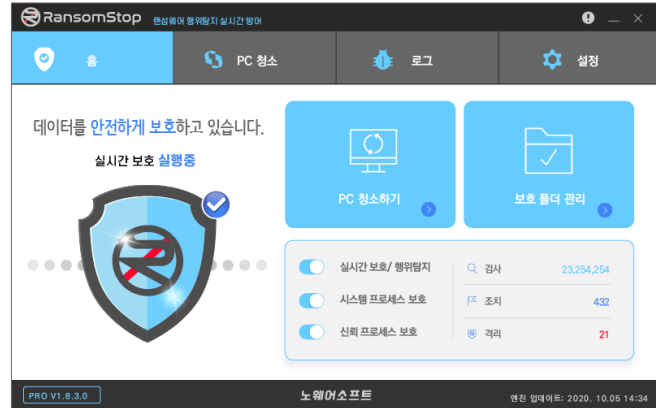 RansomStop 랜섬웨어 행위탐지 실시간 방어
홈
PC 청소
로그
설정
데이터를 안전하게 보호하고 있습니다.
실시간 보호 실행중
PC 청소하기
보호 폴더 관리
실시간 보호/ 행위탐지
검사 23,254,254
시스템 프로세스 보호
조치 432
신뢰 프로세스 보호
격리 21
PRO V1.8.3.0
노웨어소프트
엔진 업데이트: 2020. 10.05 14:34